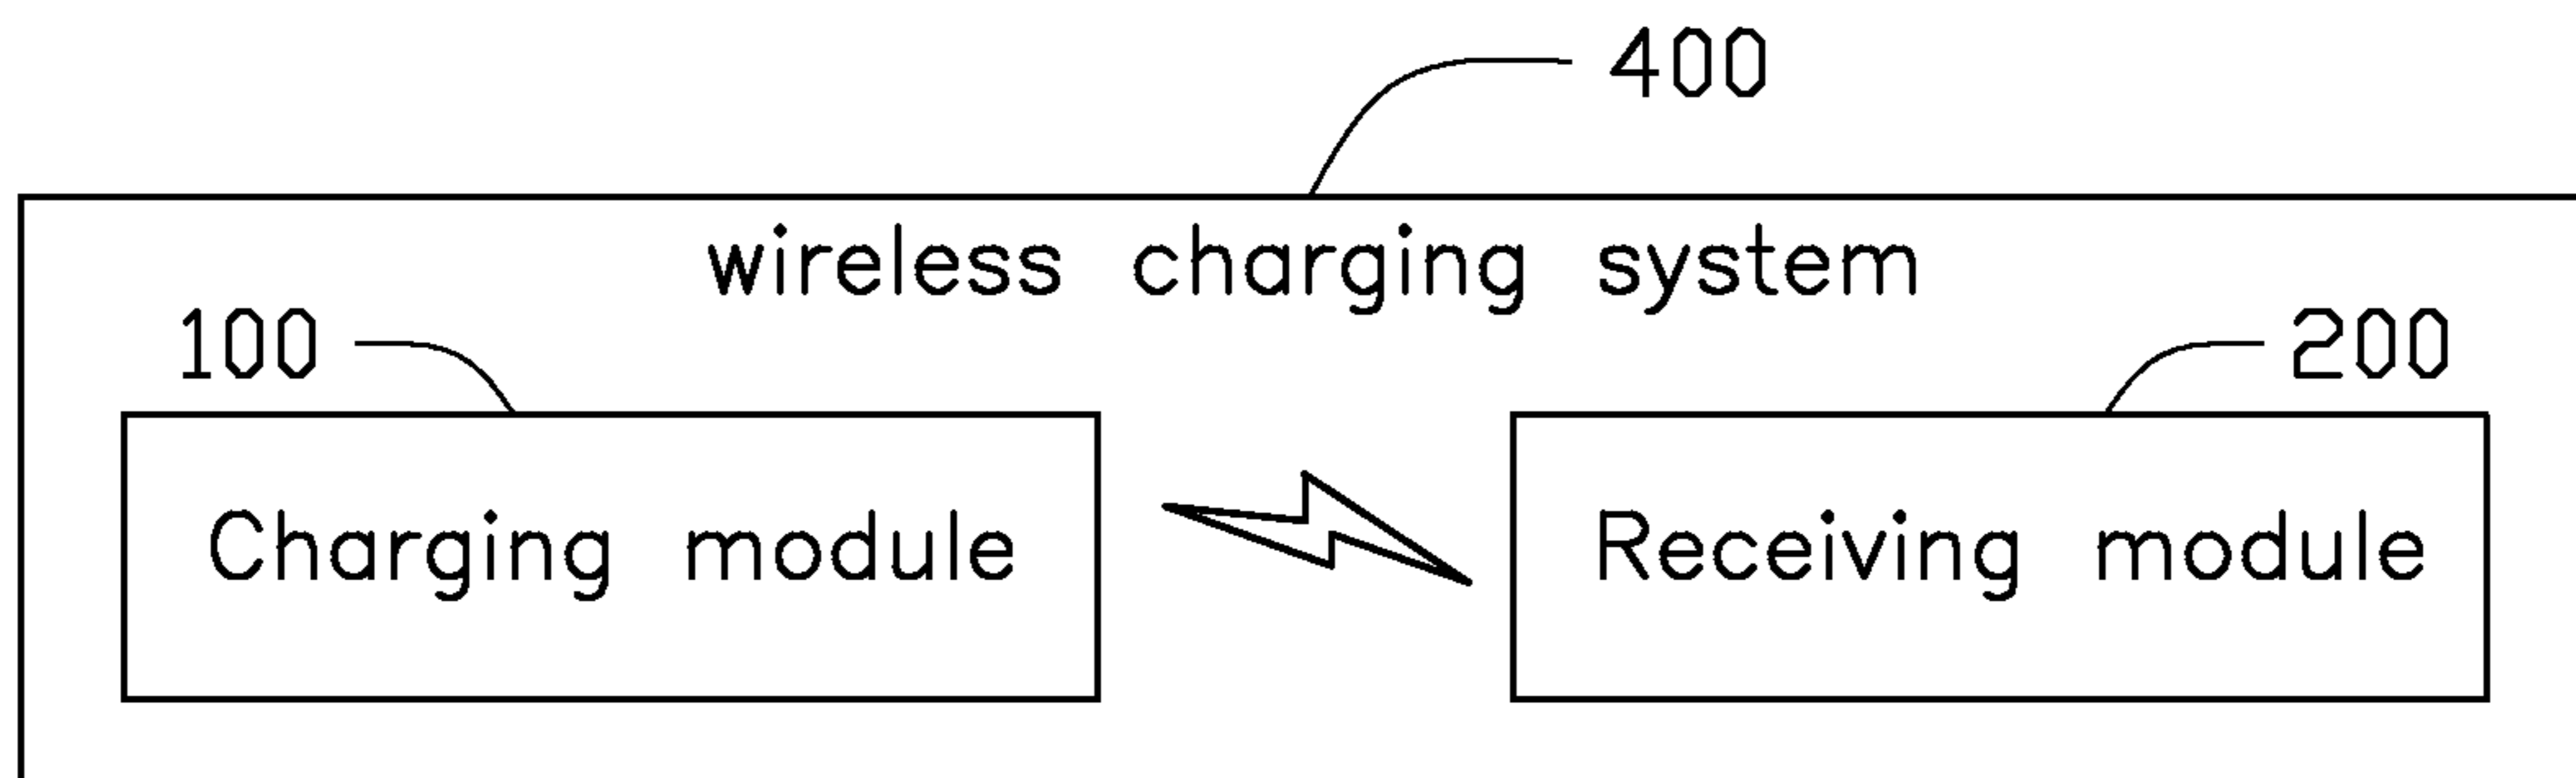 400
wireless charging system
100 200
Charging module Receiving module